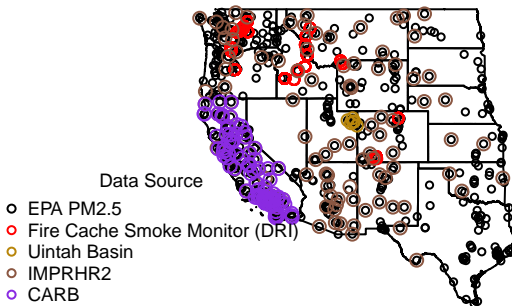 Data Source
EPA PM2.5
Fire Cache Smoke Monitor (DRI)
Uintah Basin
IMPRHR2
CARB